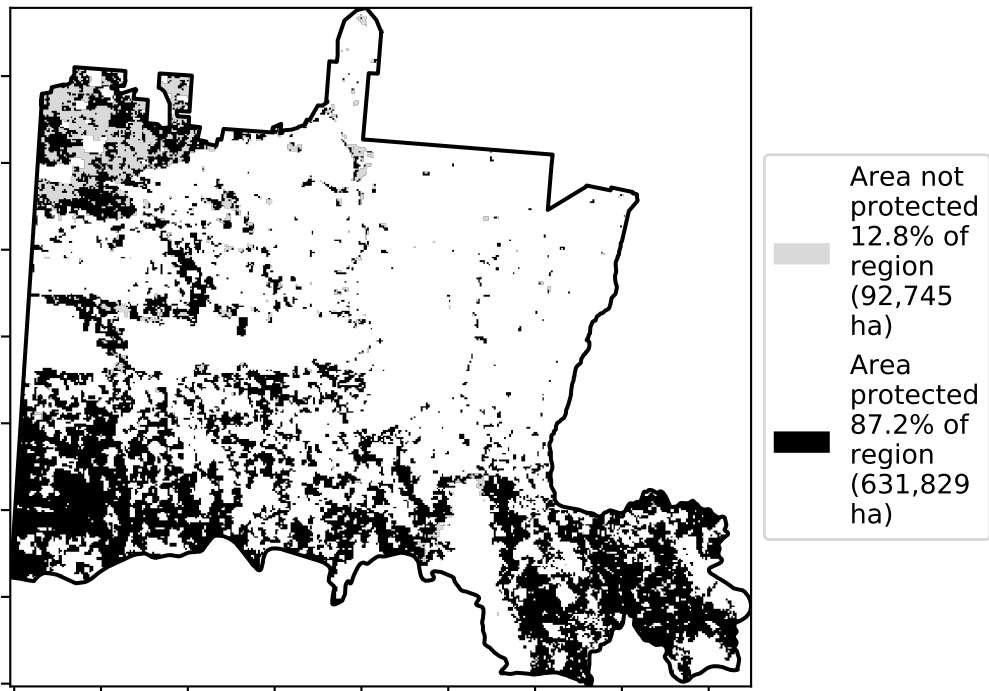 Area not
protected
12.8% of
region
(92,745
ha)
Area
protected
87.2% of
region
(631,829
ha)